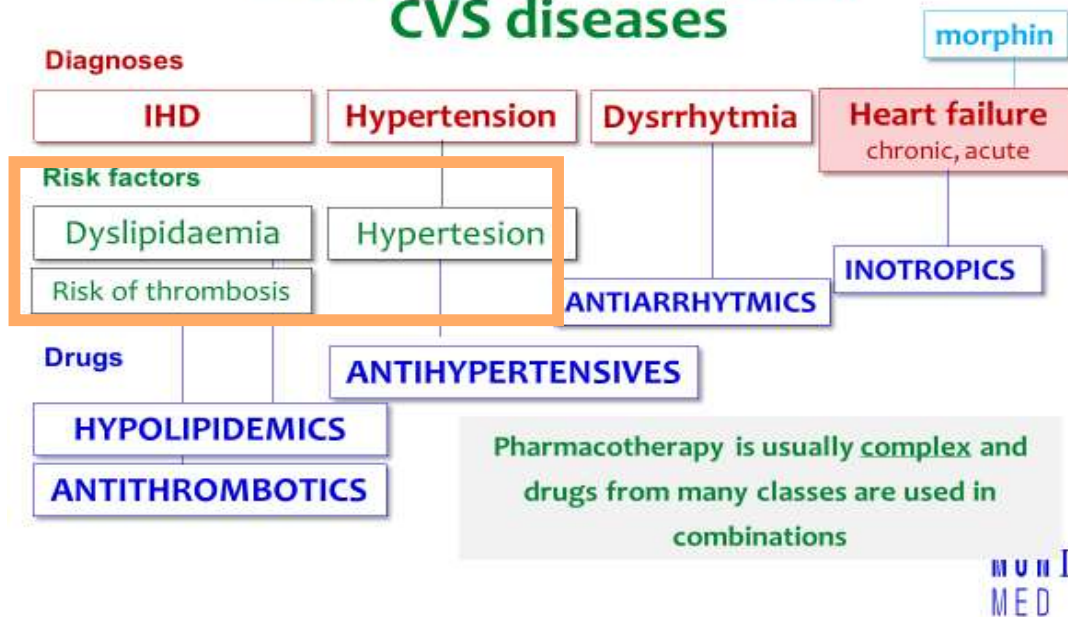 CVS diseases
morphin
Diagnoses
IHD
Hypertension
Dysrrhytmia
Heart failure
chronic, acute
Risk factors
Dyslipidaemia
Hypertesion
Risk of thrombosis
INOTROPICS
ANTIARRHYTMICS
Drugs
ANTIHYPERTENSIVES
HYPOLIPIDEMICS
ANTITHROMBOTICS
Pharmacotherapy is usually complex and
drugs from many classes are used in
combinations
MED